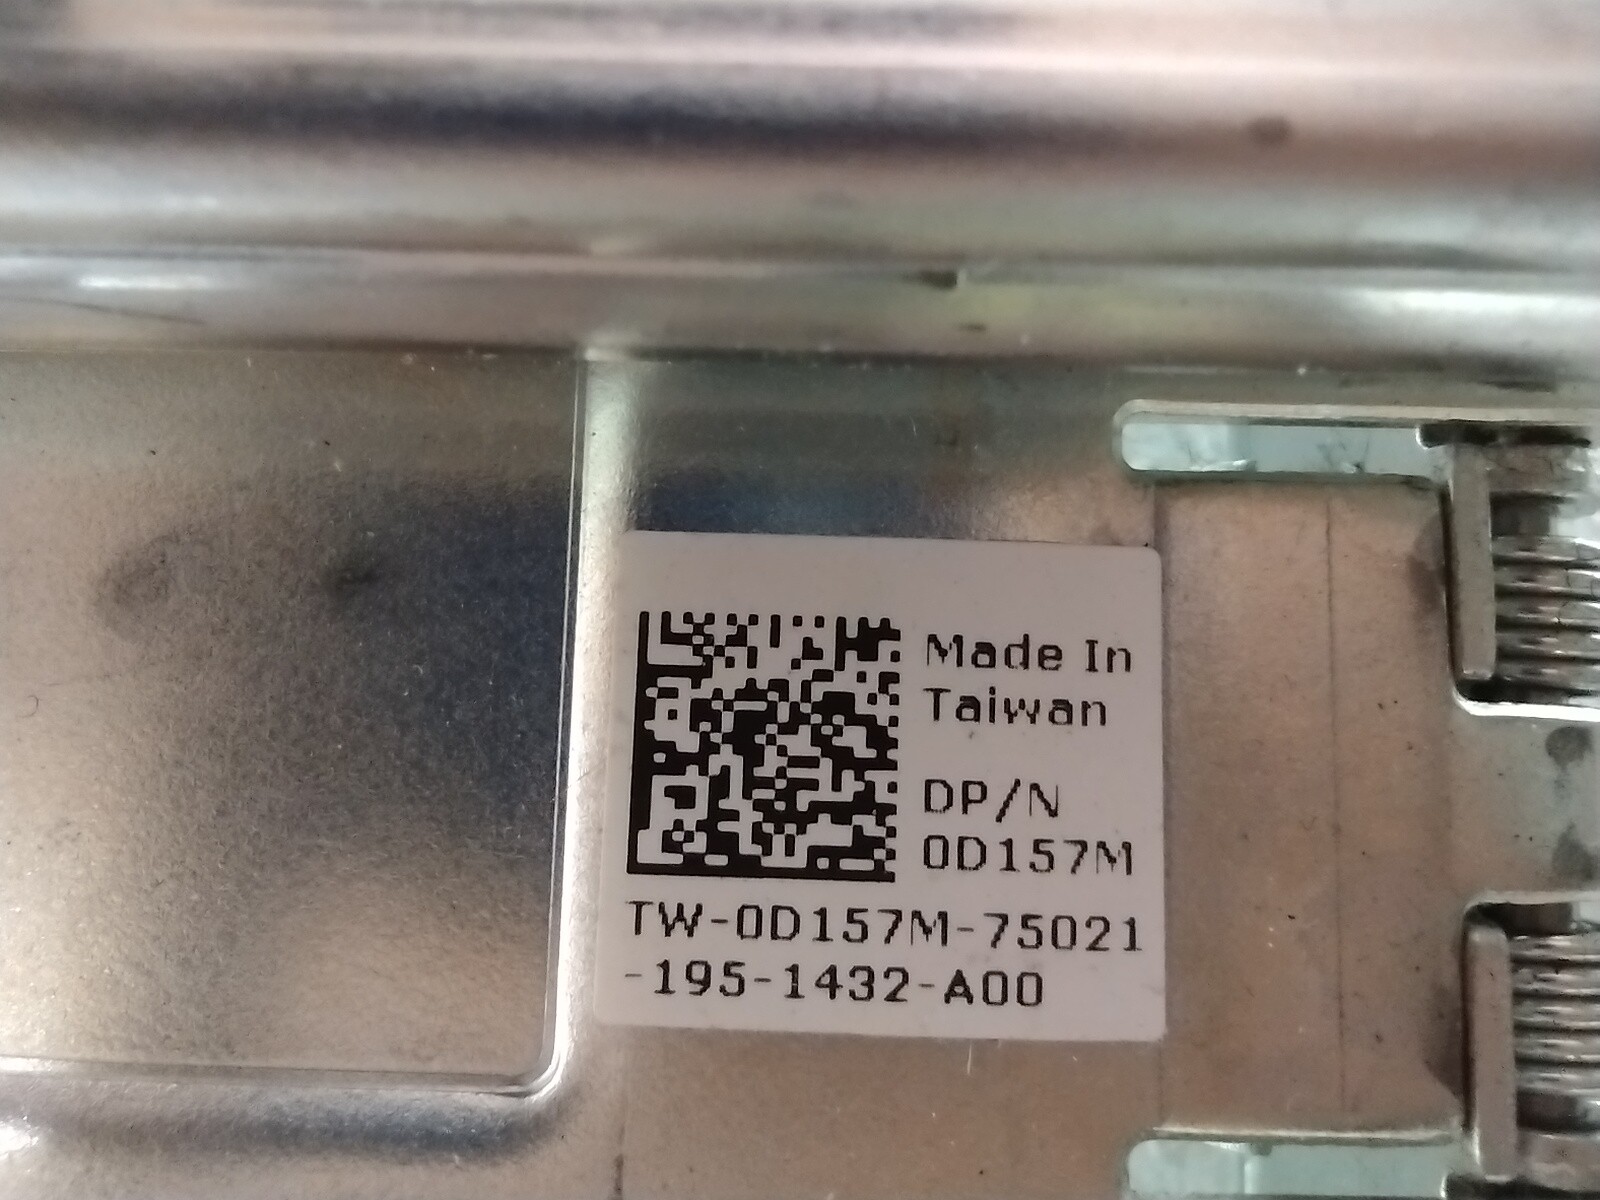 Made In
Taiwan
DP/N
0D157M
TW-0D157M-75021
-195-1432-A00